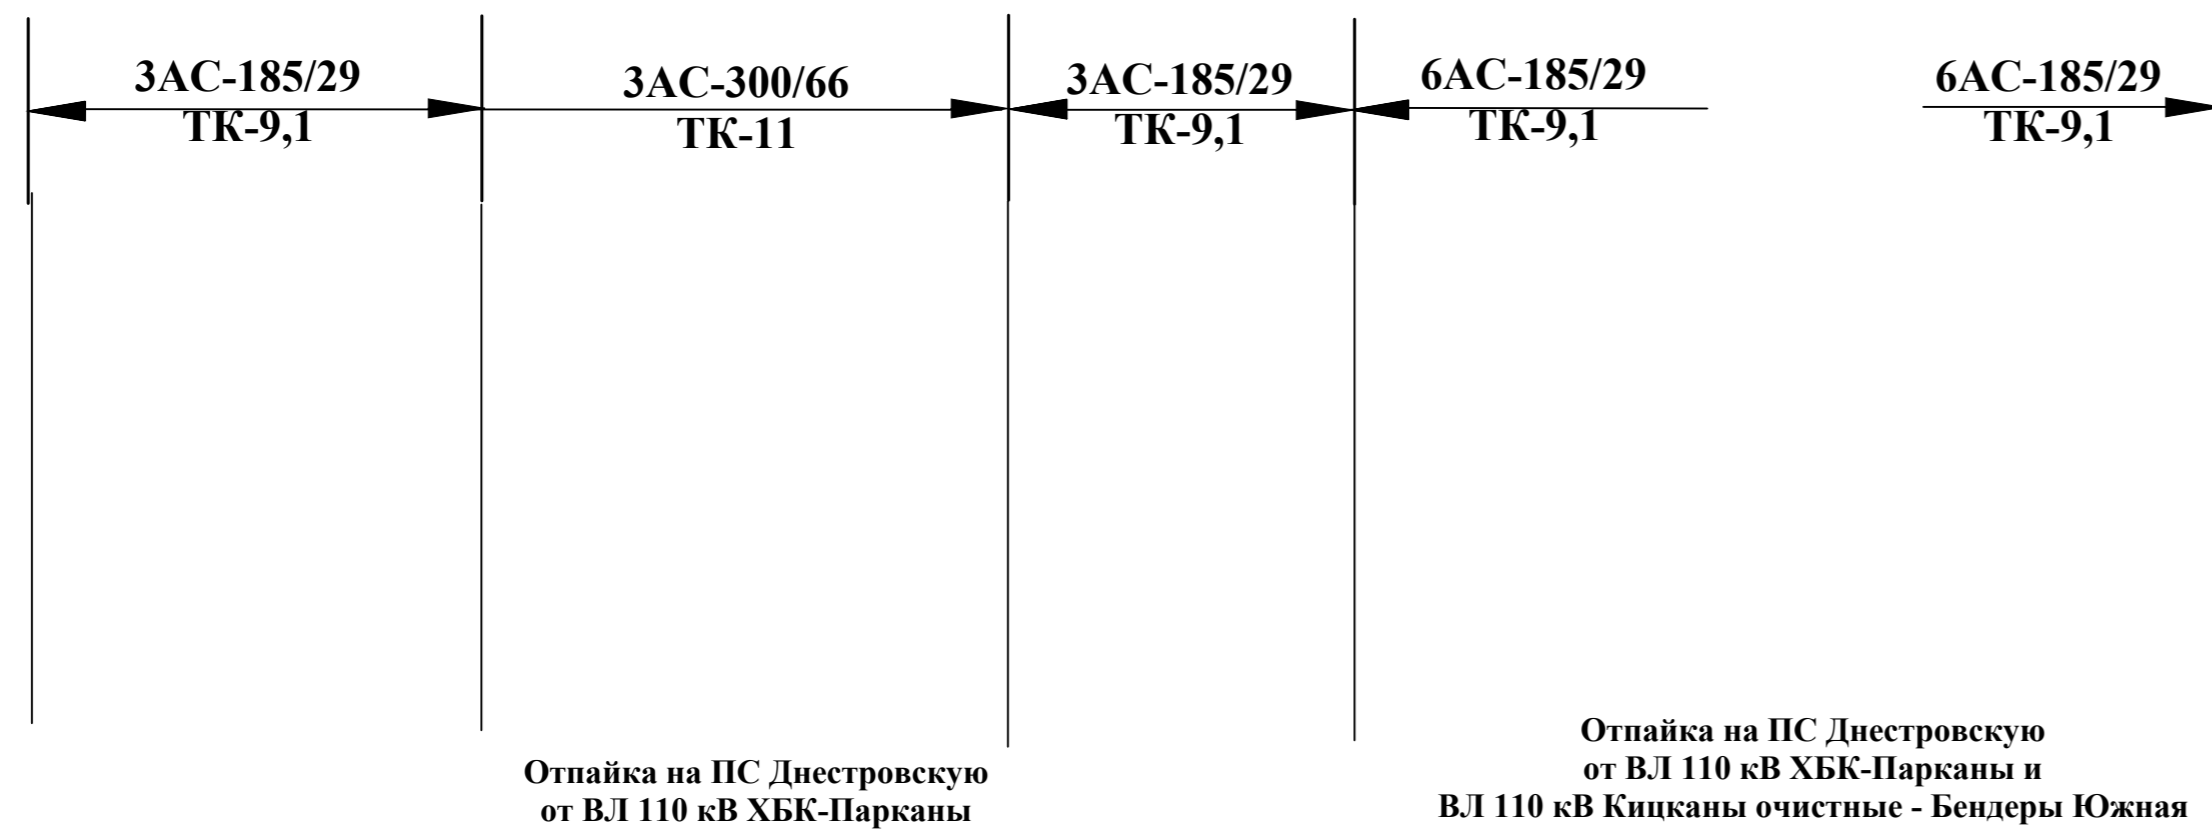 3АС-185/29
ТК-9,1
3АС-300/66
ТК-11
3АС-185/29
ТК-9,1
6АС-185/29
ТК-9,1
6АС-185/29
ТК-9,1
Отпайка на ПС Днестровскую
от ВЛ 110 кВ ХБК-Парканы
Отпайка на ПС Днестровскую
от ВЛ 110 кВ ХБК-Парканы и
ВЛ 110 кВ Кицканы очистные - Бендеры Южная